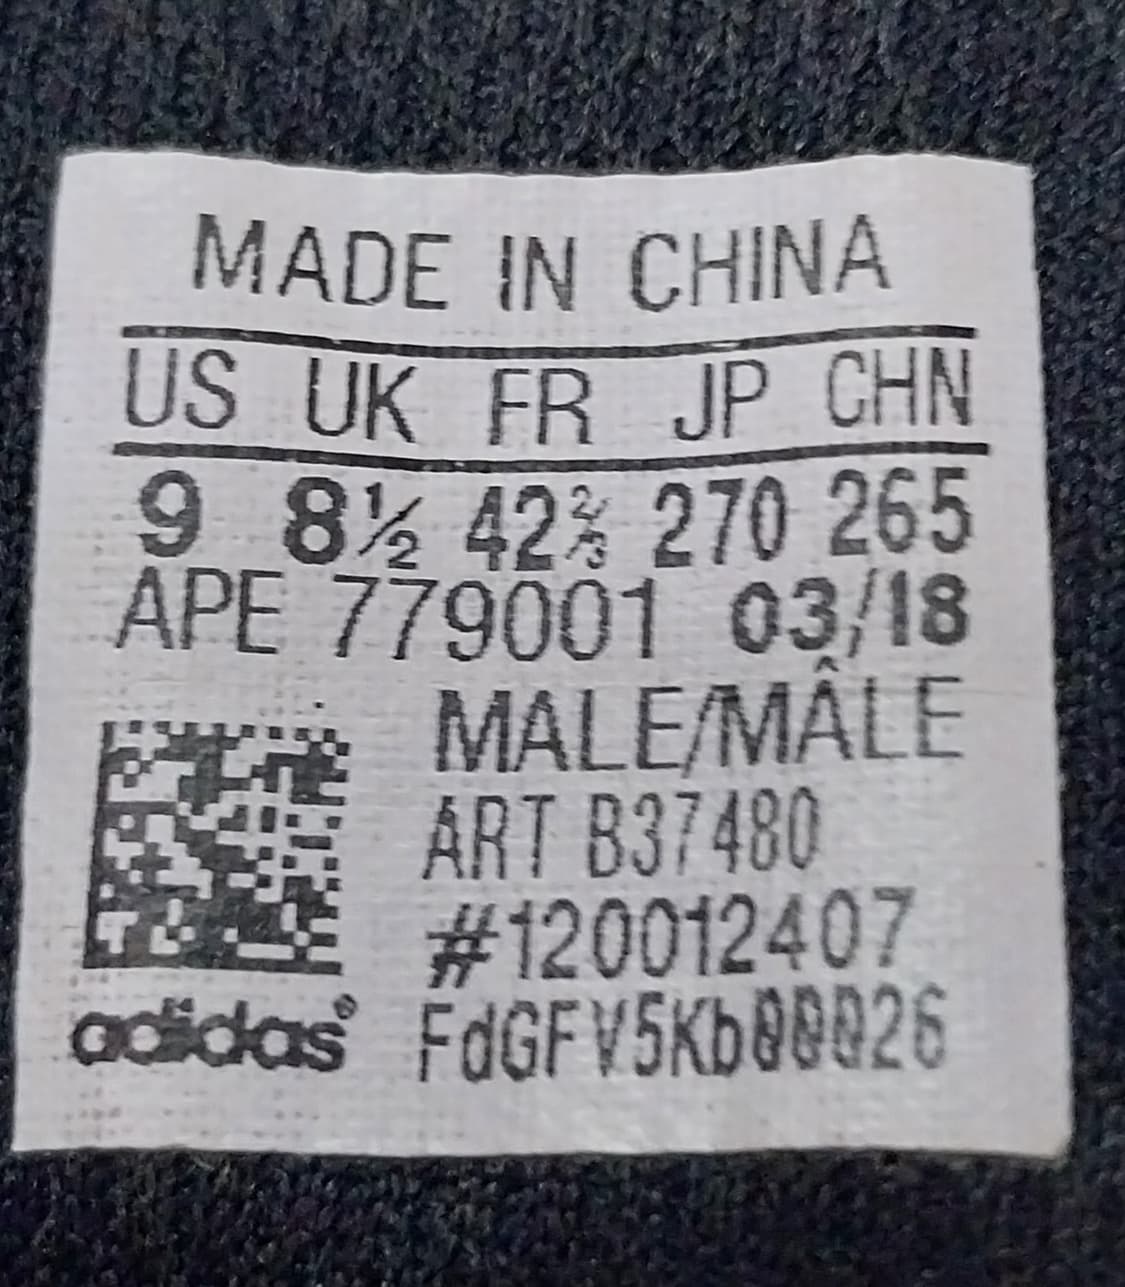 MADE IN CHINA
US UK FR JP CHN
9 8½ 42⅔ 270 265
APE 779001 03/18
MALE/MÂLE
ART B37480
#120012407
adidas® FdGFV5Kb00026